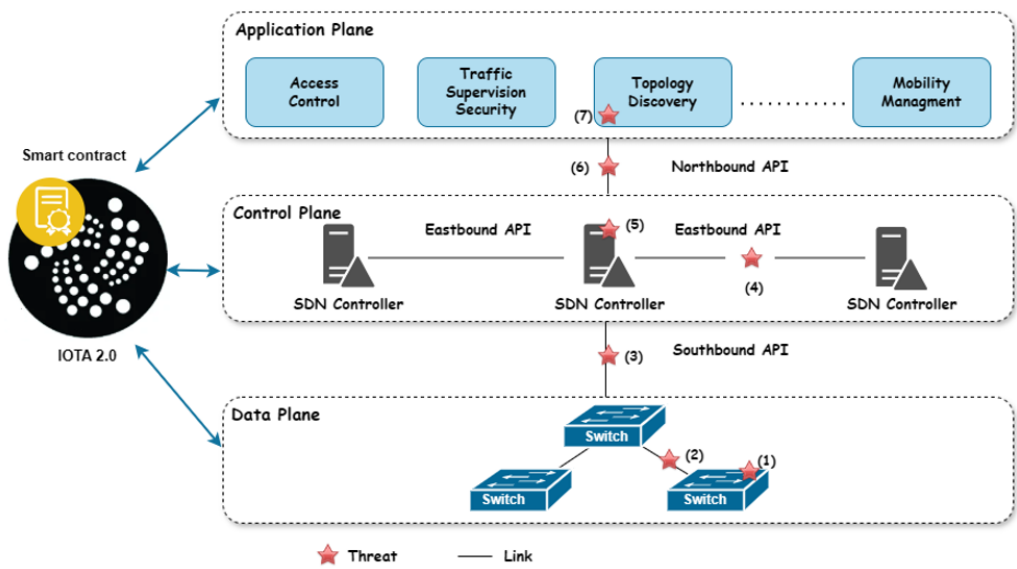 Application Plane
Access
Control
Traffic
Supervision
Security
Topology
Discovery
..............
Mobility
Managment
(7)
Smart contract
(6)
Northbound API
Control Plane
Eastbound API
(5)
Eastbound API
(4)
SDN Controller
SDN Controller
SDN Controller
IOTA 2.0
(3)
Southbound API
Data Plane
Switch
(2)
(1)
Switch
Switch
Threat
Link